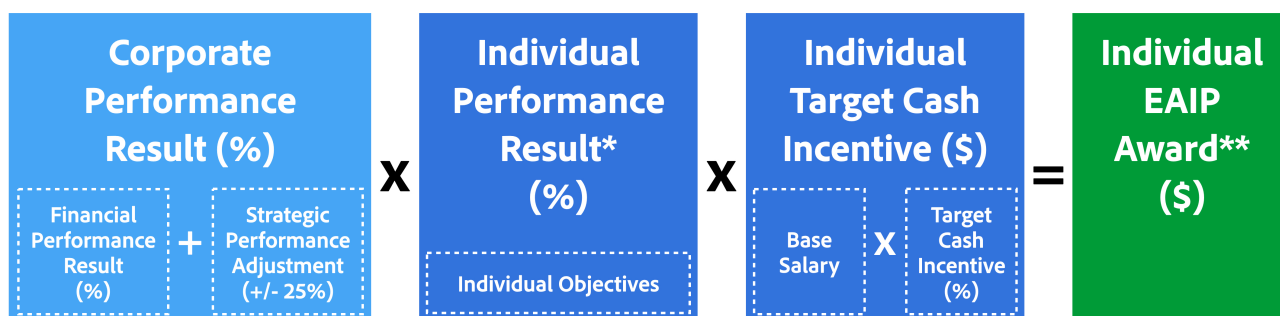 Corporate
Performance
Result (%)
Financial
Performance
Result
(%)
+
Strategic
Performance
Adjustment
(+/- 25%)
x
Individual
Performance
Result*
(%)
Individual Objectives
x
Individual
Target Cash
Incentive ($)
Base
Salary
x
Target
Cash
Incentive
(%)
=
Individual
EAIP
Award**
($)